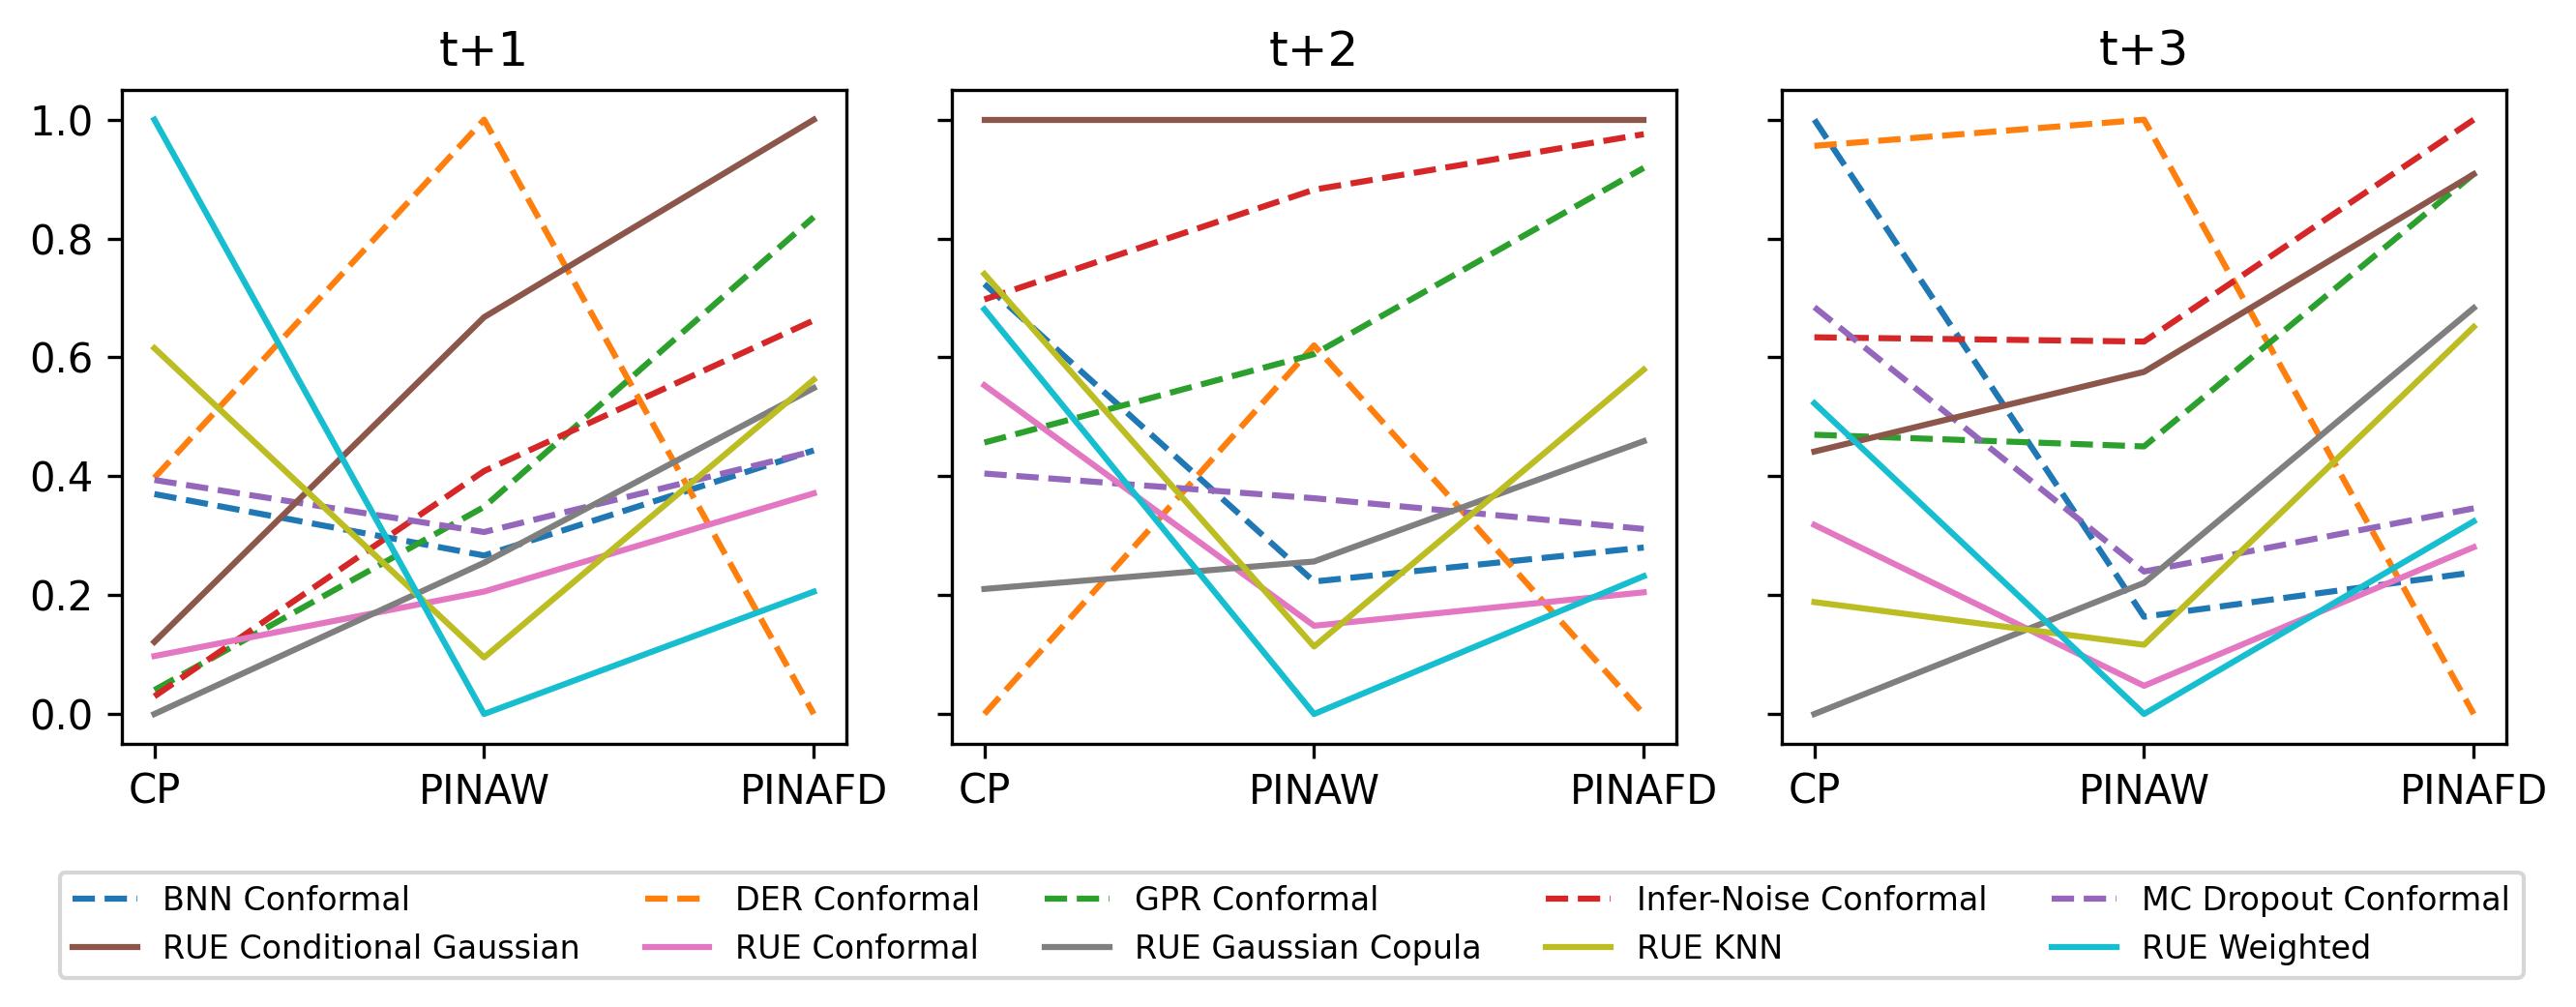 t+1 t+2 t+3
1.0
0.8
0.6
0.4
0.2
0.0
CP PINAW PINAFD CP PINAW PINAFD CP PINAW PINAFD
BNN Conformal DER Conformal GPR Conformal Infer-Noise Conformal MC Dropout Conformal
RUE Conditional Gaussian RUE Conformal RUE Gaussian Copula RUE KNN RUE Weighted